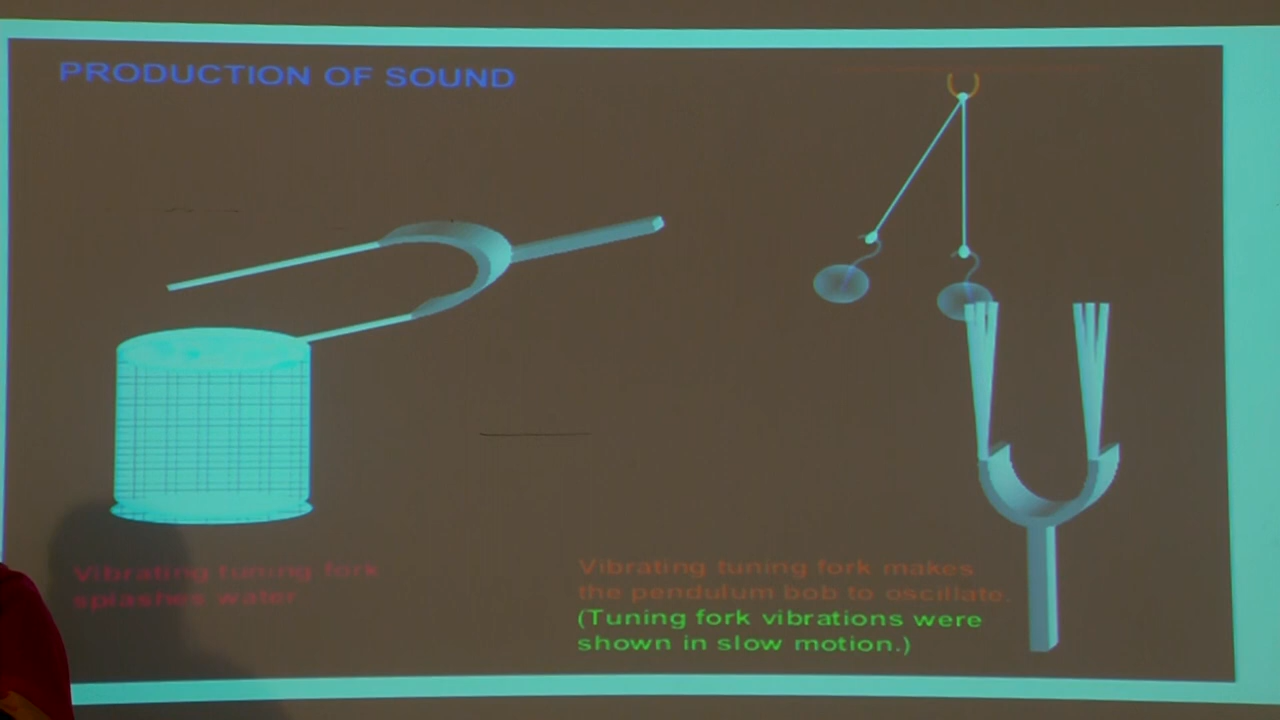 PRODUCTION OF SOUND
Vibrating tuning fork
splashes water
Vibrating tuning fork makes
the pendulum bob to oscillate.
(Tuning fork vibrations were
shown in slow motion.)